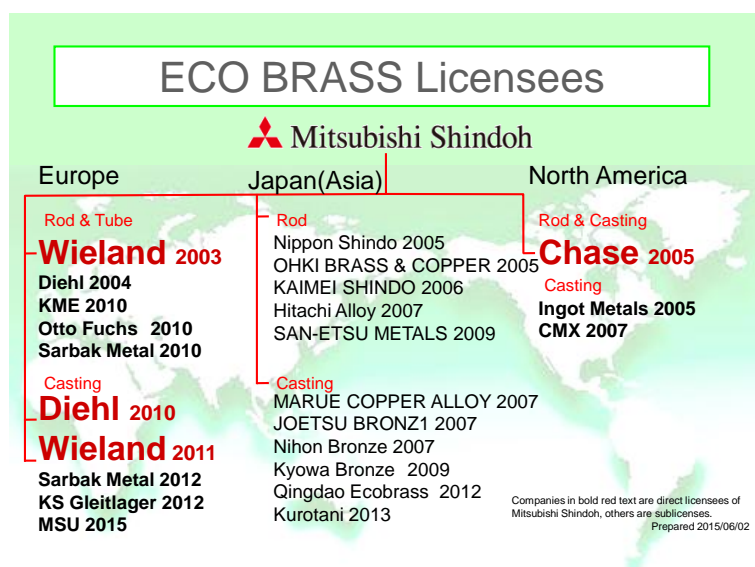 ECO BRASS Licensees
Mitsubishi Shindoh
Europe
Rod & Tube
Wieland 2003
Diehl 2004
KME 2010
Otto Fuchs 2010
Sarbak Metal 2010
Casting
Diehl 2010
Wieland 2011
Sarbak Metal 2012
KS Gleitlager 2012
MSU 2015
Japan(Asia)
Rod
Nippon Shindo 2005
OHKI BRASS & COPPER 2005
KAIMEI SHINDO 2006
Hitachi Alloy 2007
SAN-ETSU METALS 2009
Casting
MARUE COPPER ALLOY 2007
JOETSU BRONZ1 2007
Nihon Bronze 2007
Kyowa Bronze 2009
Qingdao Ecobrass 2012
Kurotani 2013
North America
Rod & Casting
Chase 2005
Casting
Ingot Metals 2005
CMX 2007
Companies in bold red text are direct licensees of
Mitsubishi Shindoh, others are sublicenses.
Prepared 2015/06/02